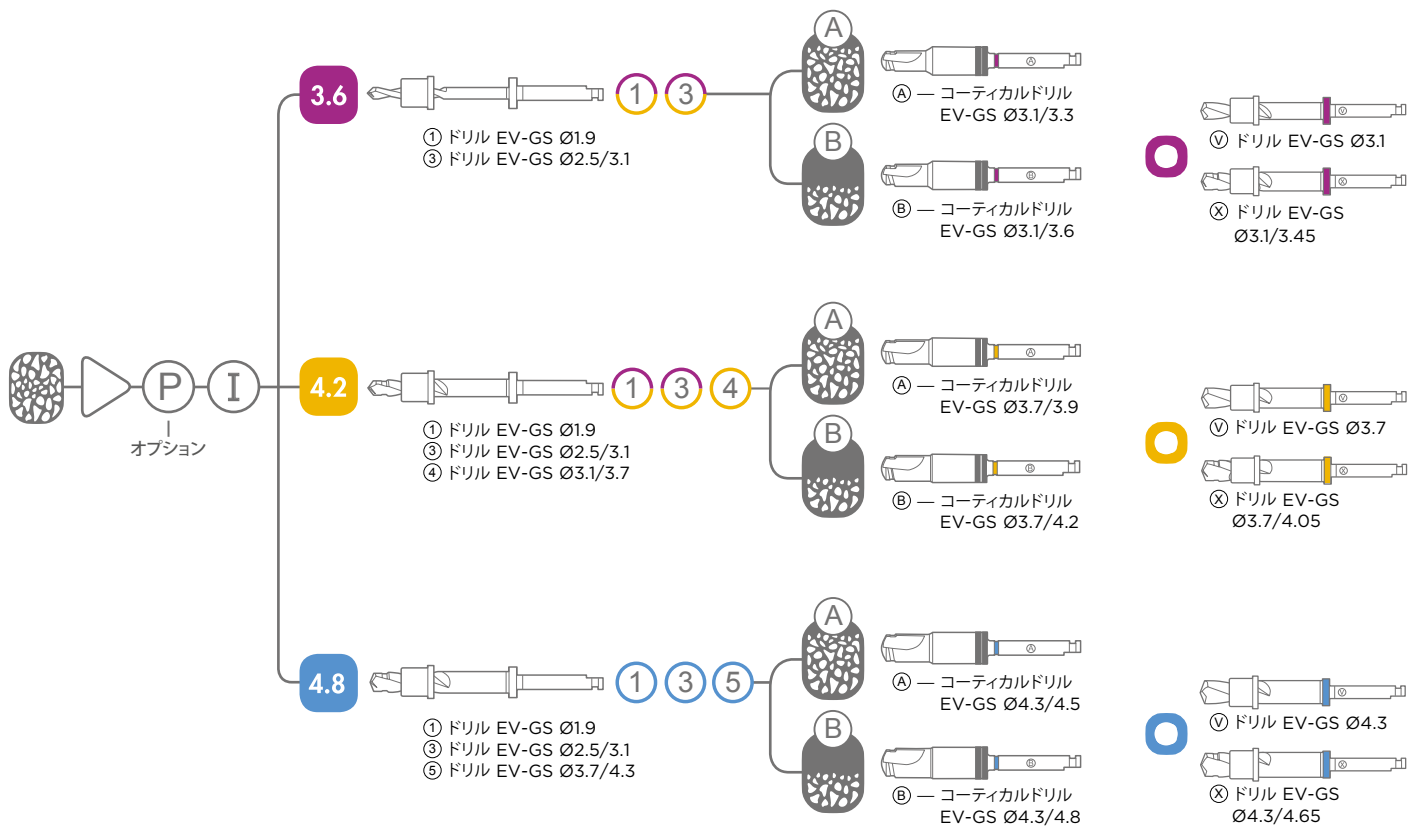 P
I
オプション
3.6
1 3
① ドリル EV-GS Ø1.9
③ ドリル EV-GS Ø2.5/3.1
A
Ⓐ
Ⓐ — コーティカルドリル
EV-GS Ø3.1/3.3
B
Ⓑ
Ⓑ — コーティカルドリル
EV-GS Ø3.1/3.6
Ⓥ
Ⓥ ドリル EV-GS Ø3.1
Ⓧ
Ⓧ ドリル EV-GS
Ø3.1/3.45
4.2
1 3 4
① ドリル EV-GS Ø1.9
③ ドリル EV-GS Ø2.5/3.1
④ ドリル EV-GS Ø3.1/3.7
A
Ⓐ
Ⓐ — コーティカルドリル
EV-GS Ø3.7/3.9
B
Ⓑ
Ⓑ — コーティカルドリル
EV-GS Ø3.7/4.2
Ⓥ
Ⓥ ドリル EV-GS Ø3.7
Ⓧ
Ⓧ ドリル EV-GS
Ø3.7/4.05
4.8
1 3 5
① ドリル EV-GS Ø1.9
③ ドリル EV-GS Ø2.5/3.1
⑤ ドリル EV-GS Ø3.7/4.3
A
Ⓐ
Ⓐ — コーティカルドリル
EV-GS Ø4.3/4.5
B
Ⓑ
Ⓑ — コーティカルドリル
EV-GS Ø4.3/4.8
Ⓥ
Ⓥ ドリル EV-GS Ø4.3
Ⓧ
Ⓧ ドリル EV-GS
Ø4.3/4.65